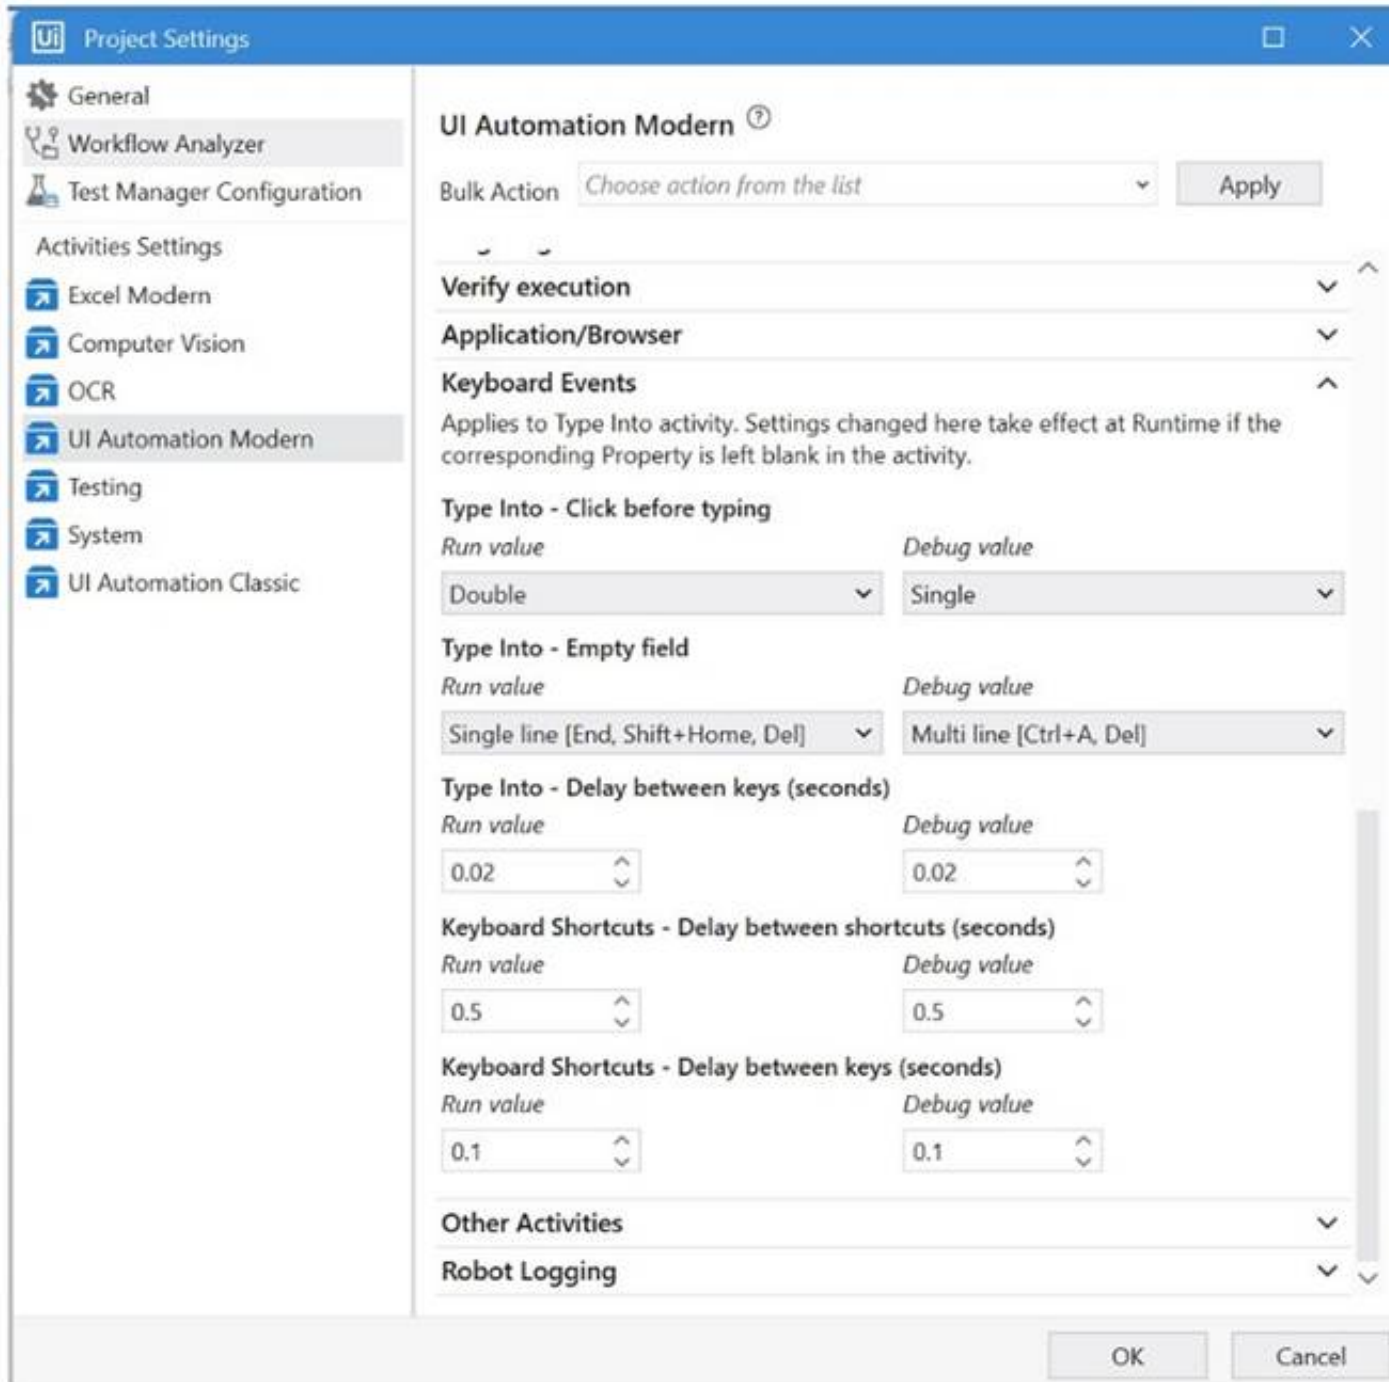 Ui Project Settings
General
Workflow Analyzer
Test Manager Configuration
Activities Settings
Excel Modern
Computer Vision
OCR
UI Automation Modern
Testing
System
UI Automation Classic
UI Automation Modern ?
Bulk Action Choose action from the list Apply
Verify execution
Application/Browser
Keyboard Events
Applies to Type Into activity. Settings changed here take effect at Runtime if the
corresponding Property is left blank in the activity.
Type Into - Click before typing
Run value Debug value
Double Single
Type Into - Empty field
Run value Debug value
Single line [End, Shift+Home, Del] Multi line [Ctrl+A, Del]
Type Into - Delay between keys (seconds)
Run value Debug value
0.02 0.02
Keyboard Shortcuts - Delay between shortcuts (seconds)
Run value Debug value
0.5 0.5
Keyboard Shortcuts - Delay between keys (seconds)
Run value Debug value
0.1 0.1
Other Activities
Robot Logging
OK Cancel